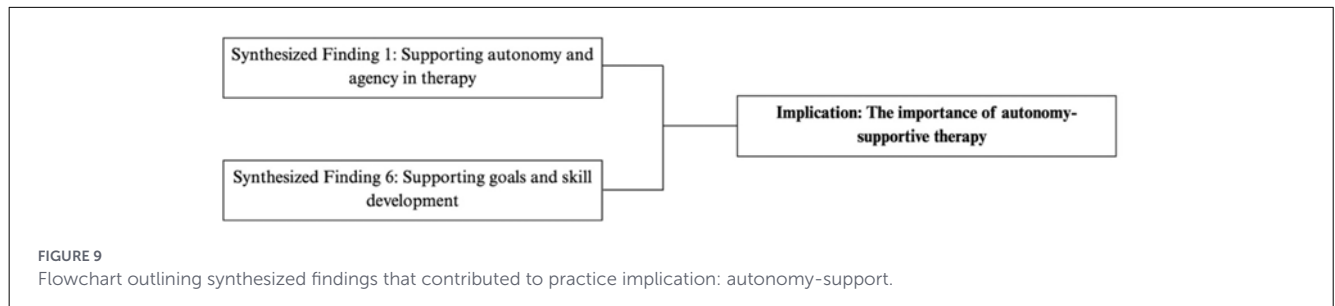 Synthesized Finding 1: Supporting autonomy and
agency in therapy
Implication: The importance of autonomy-
supportive therapy
Synthesized Finding 6: Supporting goals and skill
development
FIGURE 9
Flowchart outlining synthesized findings that contributed to practice implication: autonomy-support.